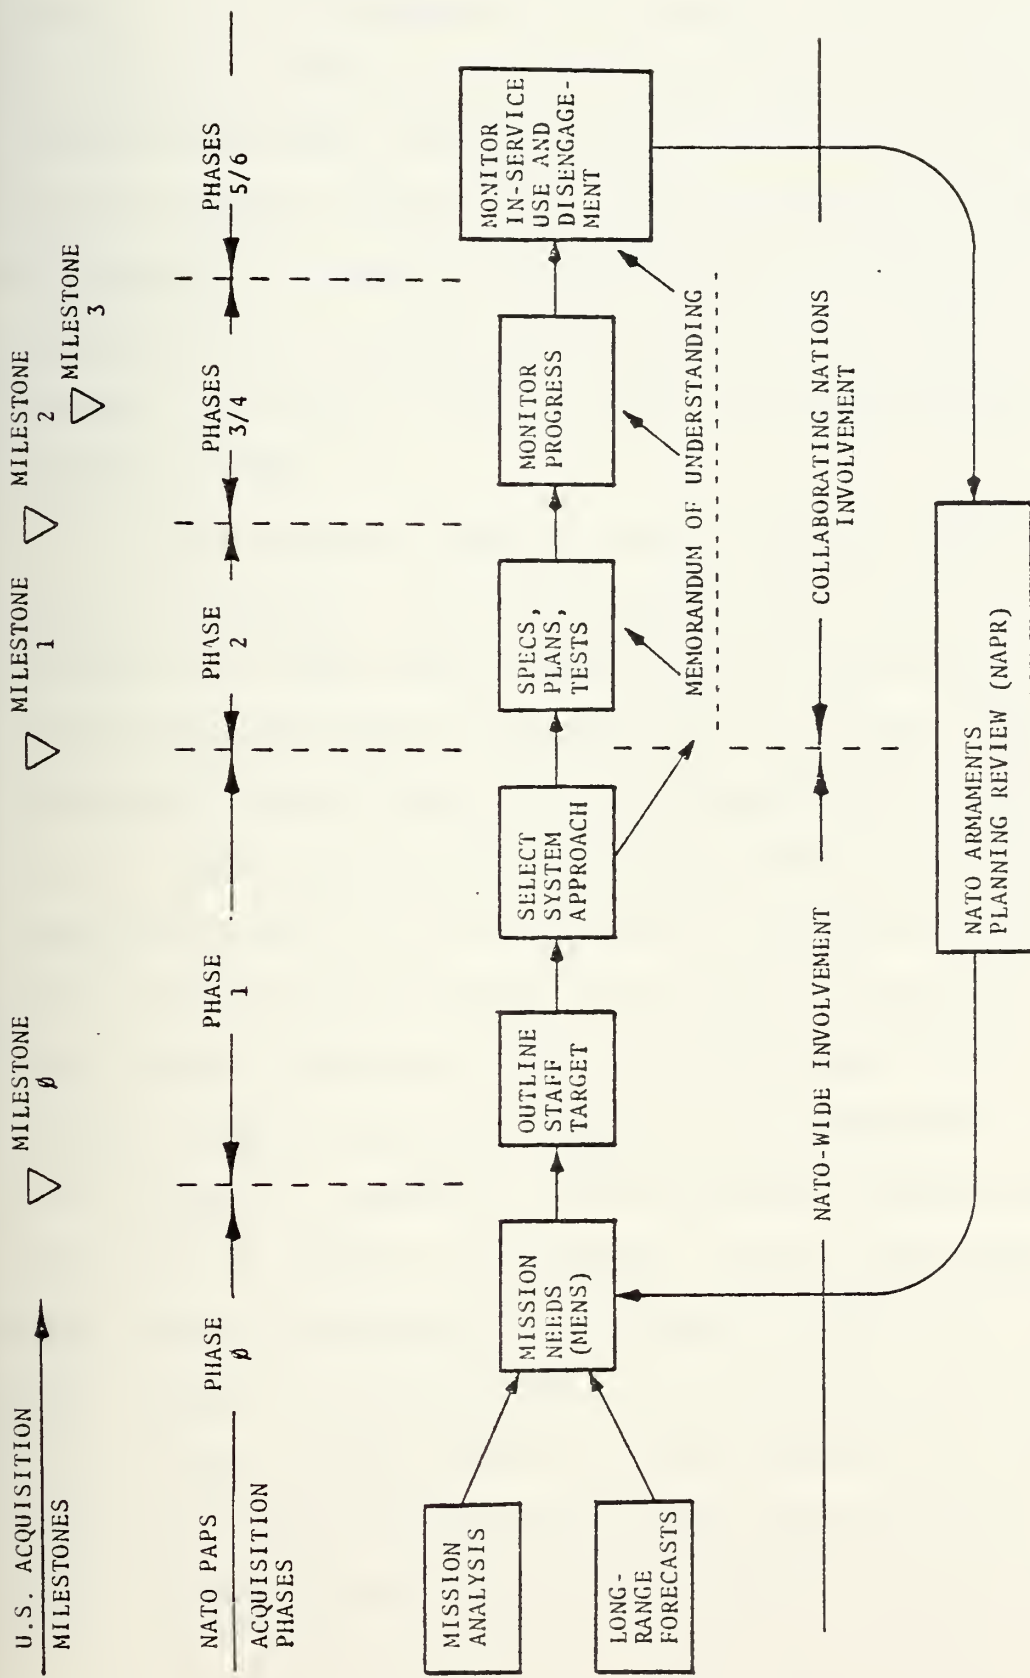 U.S. ACQUISITION
MILESTONES
MILESTONE
Ø
MILESTONE
1
MILESTONE
2
MILESTONE
3
NATO PAPS
ACQUISITION
PHASES
PHASE
Ø
PHASE
1
PHASE
2
PHASES
3/4
PHASES
5/6
MISSION
ANALYSIS
LONG-
RANGE
FORECASTS
MISSION
NEEDS
(MENS)
OUTLINE
STAFF
TARGET
SELECT
SYSTEM
APPROACH
SPECS,
PLANS,
TESTS
MONITOR
PROGRESS
MONITOR
IN-SERVICE
USE AND
DISENGAGE-
MENT
MEMORANDUM OF UNDERSTANDING
NATO-WIDE INVOLVEMENT
COLLABORATING NATIONS
INVOLVEMENT
NATO ARMAMENTS
PLANNING REVIEW (NAPR)